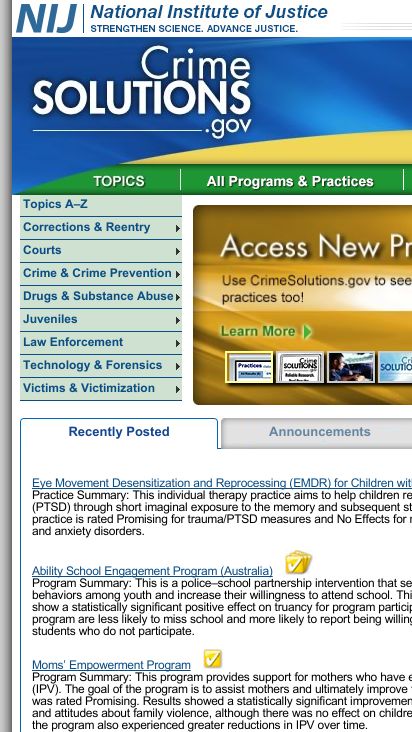 NIJ National Institute of Justice
STRENGTHEN SCIENCE. ADVANCE JUSTICE.
Crime
SOLUTIONS
.gov
TOPICS All Programs & Practices
Topics A–Z
Corrections & Reentry
Courts
Crime & Crime Prevention
Drugs & Substance Abuse
Juveniles
Law Enforcement
Technology & Forensics
Victims & Victimization
Access New Pr
Use CrimeSolutions.gov to see
practices too!
Learn More
Practices
Crime
SOLUTIONS
Recently Posted Announcements
Eye Movement Desensitization and Reprocessing (EMDR) for Children wit
Practice Summary: This individual therapy practice aims to help children re
(PTSD) through short imaginal exposure to the memory and subsequent st
practice is rated Promising for trauma/PTSD measures and No Effects for
and anxiety disorders.
Ability School Engagement Program (Australia)
Program Summary: This is a police–school partnership intervention that se
behaviors among youth and increase their willingness to attend school. Thi
show a statistically significant positive effect on truancy for program particip
program are less likely to miss school and more likely to report being willing
students who do not participate.
Moms’ Empowerment Program
Program Summary: This program provides support for mothers who have e
(IPV). The goal of the program is to assist mothers and ultimately improve
was rated Promising. Results showed a statistically significant improvemen
and attitudes about family violence, although there was no effect on childre
the program also experienced greater reductions in IPV over time.